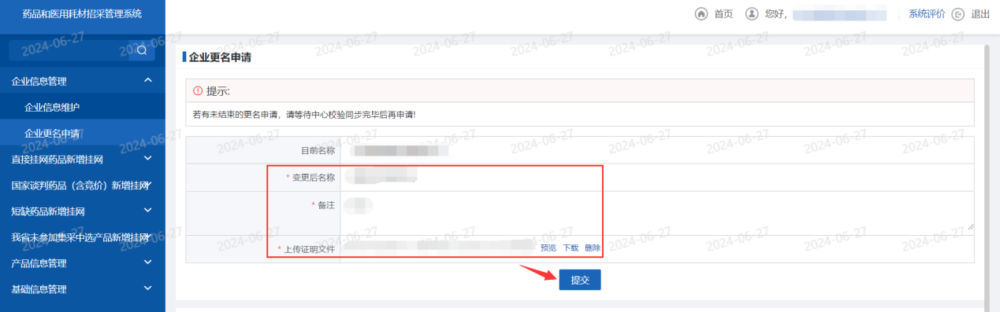 药品和医用耗材招采管理系统
首页 您好, 系统评价 退出
企业信息管理
企业信息维护
企业更名申请
直接挂网药品新增挂网
国家谈判药品（含竞价）新增挂网
短缺药品新增挂网
我省未参加集采中选产品新增挂网
产品信息管理
基础信息管理
企业更名申请
提示:
若有未结束的更名申请，请等待中心校验同步完毕后再申请!
目前名称
* 变更后名称
* 备注
* 上传证明文件 预览 下载 删除
提交
2024-06-27